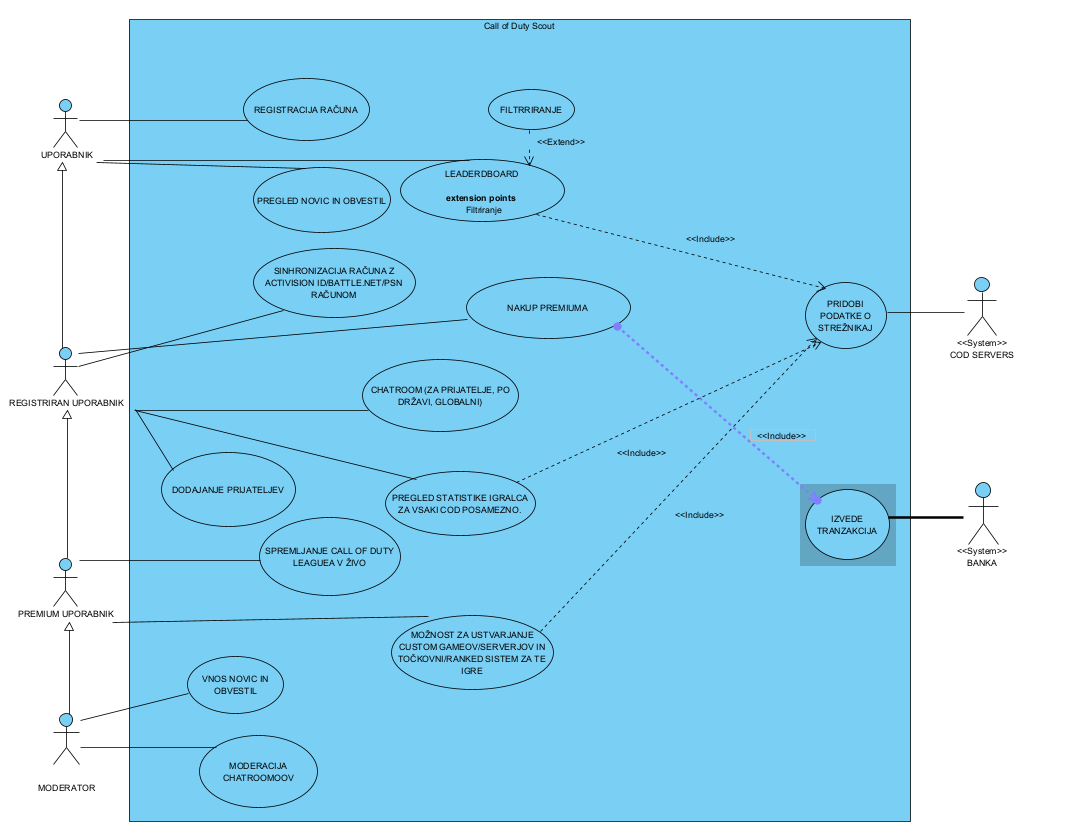 Call of Duty Scout
REGISTRACIJA RAČUNA
FILTRRIRANJE
<<Extend>>
UPORABNIK
LEADERDBOARD
extension points
Filtriranje
PREGLED NOVIC IN OBVESTIL
<<Include>>
SINHRONIZACIJA RAČUNA Z
ACTIVISION ID/BATTLE.NET/PSN
RAČUNOM
NAKUP PREMIUMA
PRIDOBI
PODATKE O
STREŽNIKAJ
<<System>>
COD SERVERS
REGISTRIRAN UPORABNIK
CHATROOM (ZA PRIJATELJE, PO
DRŽAVI, GLOBALNI)
<<Include>>
<<Include>>
DODAJANJE PRIJATELJEV
PREGLED STATISTIKE IGRALCA
ZA VSAKI COD POSAMEZNO.
<<Include>>
IZVEDE
TRANZAKCIJA
<<System>>
BANKA
SPREMLJANJE CALL OF DUTY
LEAGUEA V ŽIVO
PREMIUM UPORABNIK
MOŽNOST ZA USTVARJANJE
CUSTOM GAMEOV/SERVERJOV IN
TOČKOVNI/RANKED SISTEM ZA TE
IGRE
VNOS NOVIC IN
OBVESTIL
MODERACIJA
CHATROOMOOV
MODERATOR